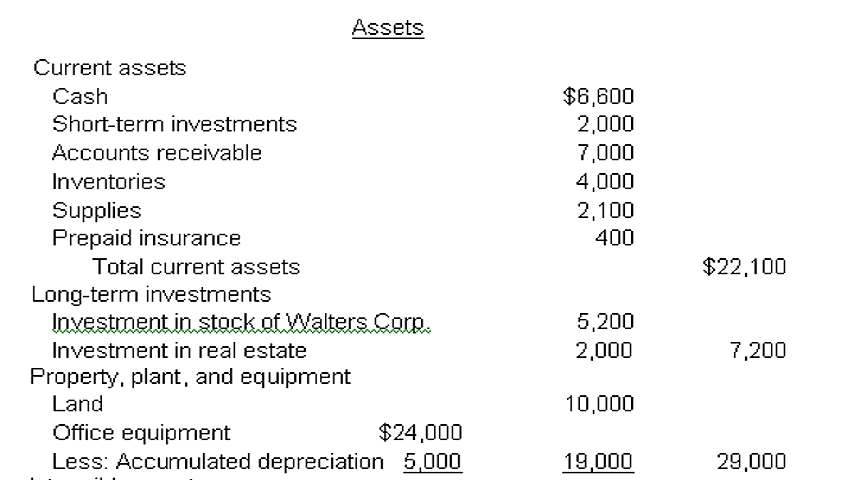 Assets
Current assets
Cash $6,600
Short-term investments 2,000
Accounts receivable 7,000
Inventories 4,000
Supplies 2,100
Prepaid insurance 400
Total current assets $22,100
Long-term investments
Investment in stock of Walters Corp. 5,200
Investment in real estate 2,000 7,200
Property, plant, and equipment
Land 10,000
Office equipment $24,000
Less: Accumulated depreciation 5,000 19,000 29,000